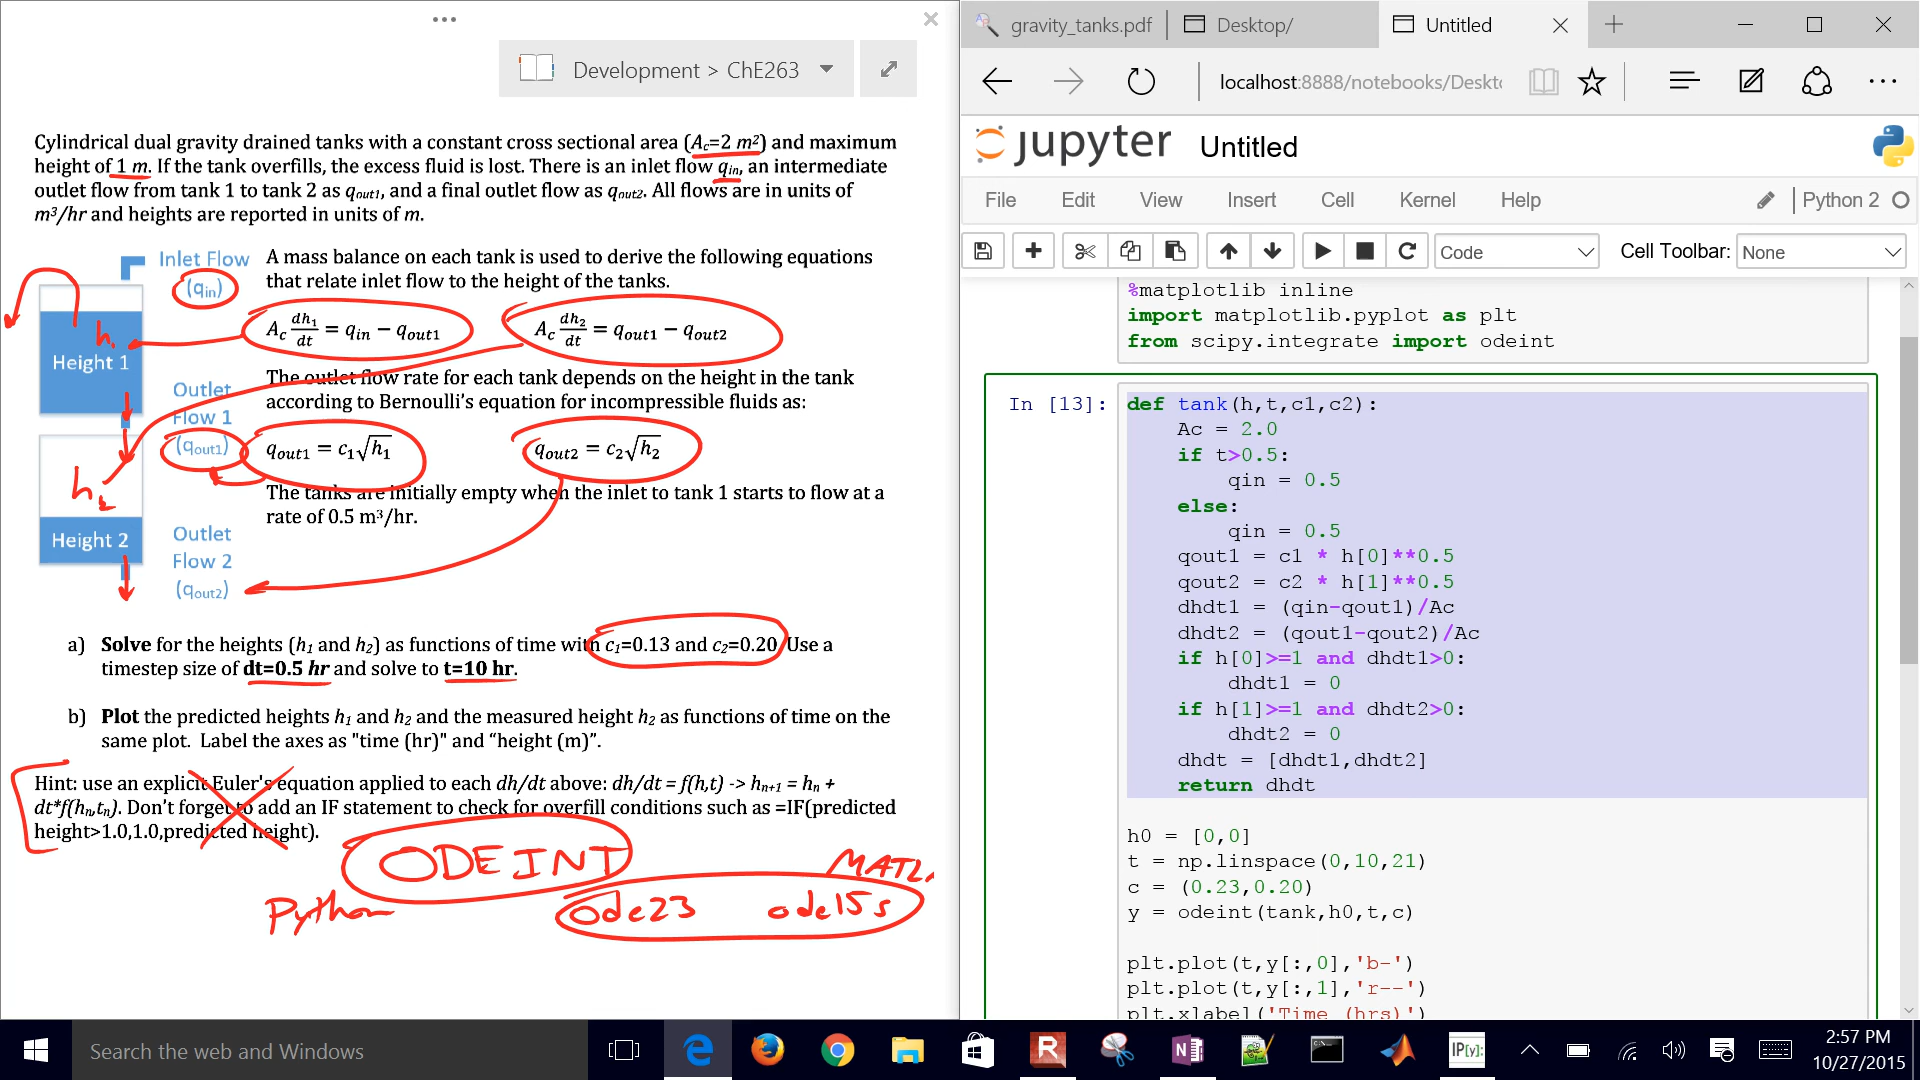 Development > ChE263
Cylindrical dual gravity drained tanks with a constant cross sectional area (Ac=2 m²) and maximum
height of 1 m. If the tank overfills, the excess fluid is lost. There is an inlet flow qin, an intermediate
outlet flow from tank 1 to tank 2 as qout1, and a final outlet flow as qout2. All flows are in units of
m³/hr and heights are reported in units of m.
Inlet Flow
(qin)
A mass balance on each tank is used to derive the following equations
that relate inlet flow to the height of the tanks.
Ac dh1/dt = qin − qout1
Ac dh2/dt = qout1 − qout2
h1
Height 1
Outlet
Flow 1
(qout1)
The outlet flow rate for each tank depends on the height in the tank
according to Bernoulli's equation for incompressible fluids as:
qout1 = c1√h1
qout2 = c2√h2
h2
Height 2
The tanks are initially empty when the inlet to tank 1 starts to flow at a
rate of 0.5 m³/hr.
Outlet
Flow 2
(qout2)
a) Solve for the heights (h1 and h2) as functions of time with c1=0.13 and c2=0.20. Use a
timestep size of dt=0.5 hr and solve to t=10 hr.
b) Plot the predicted heights h1 and h2 and the measured height h2 as functions of time on the
same plot. Label the axes as "time (hr)" and “height (m)”.
Hint: use an explicit Euler's equation applied to each dh/dt above: dh/dt = f(h,t) -> hn+1 = hn +
dt*f(hn,tn). Don't forget to add an IF statement to check for overfill conditions such as =IF(predicted
height>1.0,1.0,predicted height).
ODEINT
MATL
Python
ode23 ode15s
gravity_tanks.pdf
Desktop/
Untitled
localhost:8888/notebooks/Deskt
jupyter Untitled
File Edit View Insert Cell Kernel Help
Python 2
Code
Cell Toolbar: None
%matplotlib inline
import matplotlib.pyplot as plt
from scipy.integrate import odeint
In [13]:
def tank(h,t,c1,c2):
    Ac = 2.0
    if t>0.5:
        qin = 0.5
    else:
        qin = 0.5
    qout1 = c1 * h[0]**0.5
    qout2 = c2 * h[1]**0.5
    dhdt1 = (qin-qout1)/Ac
    dhdt2 = (qout1-qout2)/Ac
    if h[0]>=1 and dhdt1>0:
        dhdt1 = 0
    if h[1]>=1 and dhdt2>0:
        dhdt2 = 0
    dhdt = [dhdt1,dhdt2]
    return dhdt
h0 = [0,0]
t = np.linspace(0,10,21)
c = (0.23,0.20)
y = odeint(tank,h0,t,c)
plt.plot(t,y[:,0],'b-')
plt.plot(t,y[:,1],'r--')
plt.xlabel('Time (hrs)')
Search the web and Windows
IP[y]:
2:57 PM
10/27/2015